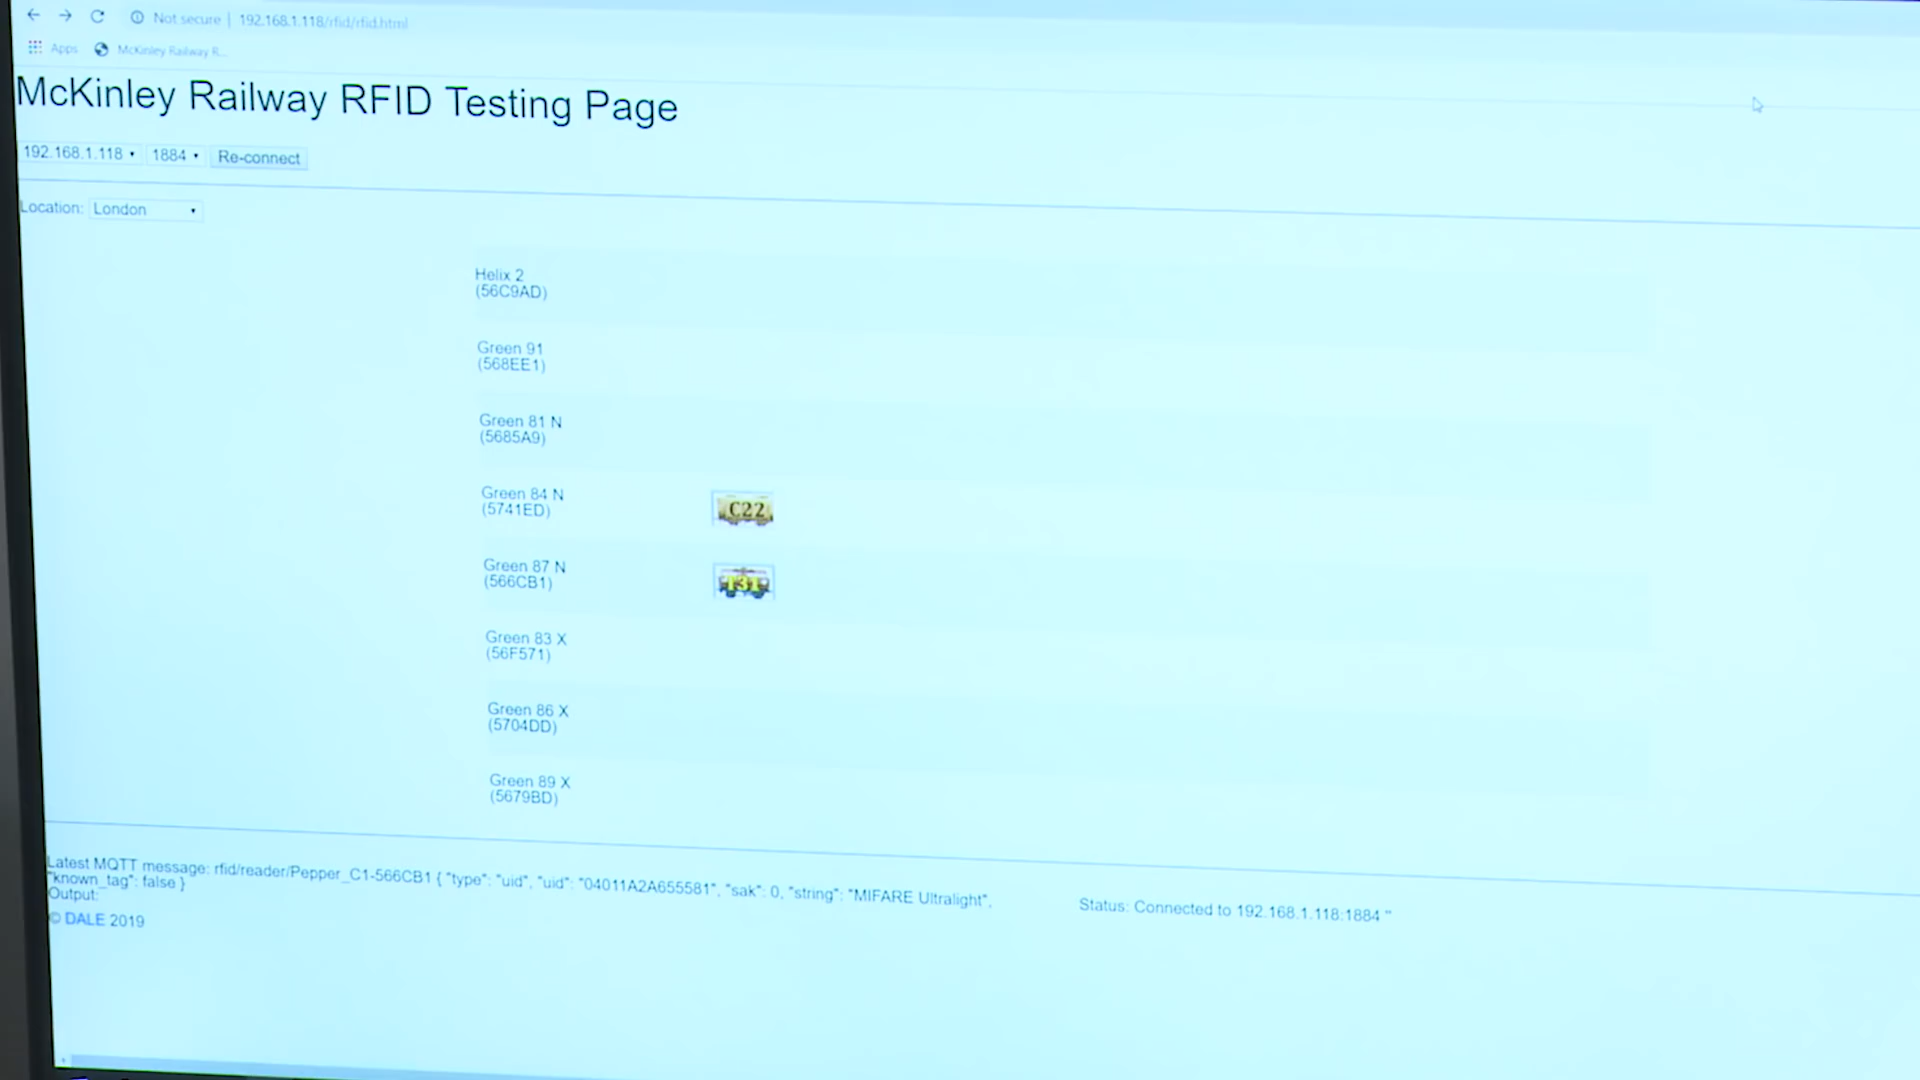 Not secure | 192.168.1.118/rfid/rfid.html
Apps McKinley Railway R...
McKinley Railway RFID Testing Page
192.168.1.118 1884 Re-connect
Location: London
Helix 2
(56C9AD)
Green 91
(568EE1)
Green 81 N
(5685A9)
Green 84 N
(5741ED)
C22
Green 87 N
(566CB1)
131
Green 83 X
(56F571)
Green 86 X
(5704DD)
Green 89 X
(5679BD)
Latest MQTT message: rfid/reader/Pepper_C1-566CB1 { "type": "uid", "uid": "04011A2A655581", "sak": 0, "string": "MIFARE Ultralight",
"known_tag": false }
Output:
Status: Connected to 192.168.1.118:1884 ""
© DALE 2019